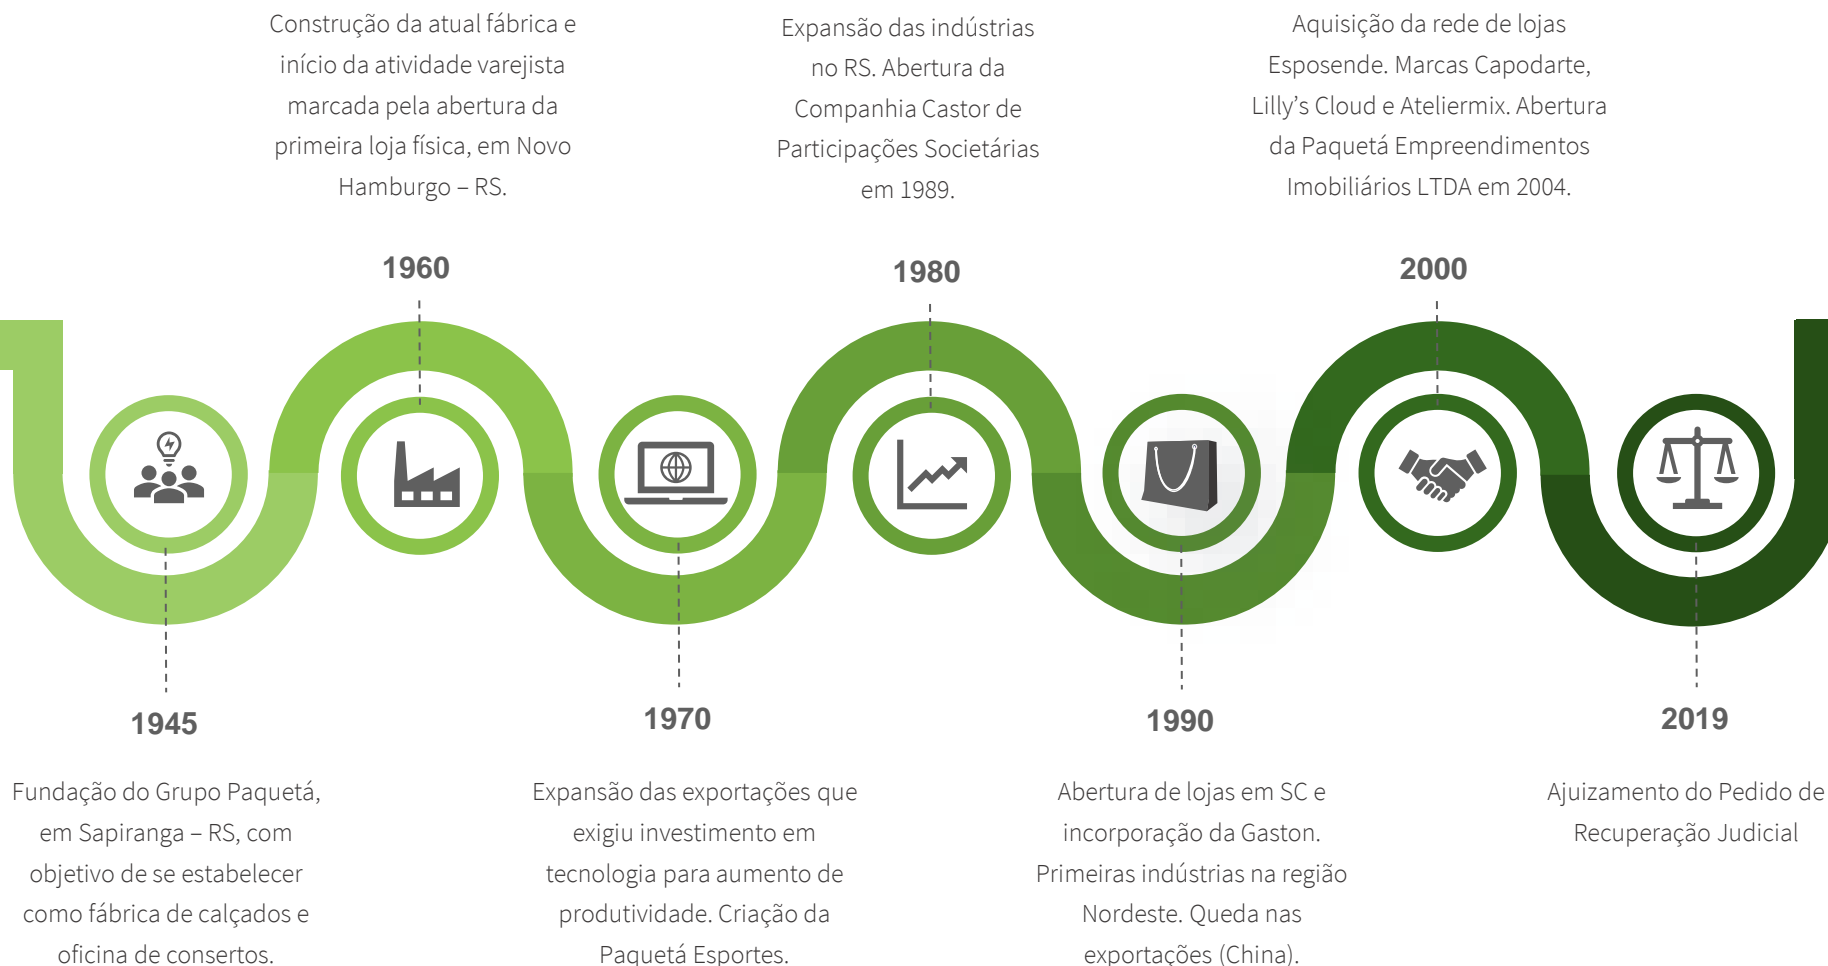 Construção da atual fábrica e
início da atividade varejista
marcada pela abertura da
primeira loja física, em Novo
Hamburgo – RS.
1960
Expansão das indústrias
no RS. Abertura da
Companhia Castor de
Participações Societárias
em 1989.
1980
Aquisição da rede de lojas
Esposende. Marcas Capodarte,
Lilly’s Cloud e Ateliermix. Abertura
da Paquetá Empreendimentos
Imobiliários LTDA em 2004.
2000
1945
Fundação do Grupo Paquetá,
em Sapiranga – RS, com
objetivo de se estabelecer
como fábrica de calçados e
oficina de consertos.
1970
Expansão das exportações que
exigiu investimento em
tecnologia para aumento de
produtividade. Criação da
Paquetá Esportes.
1990
Abertura de lojas em SC e
incorporação da Gaston.
Primeiras indústrias na região
Nordeste. Queda nas
exportações (China).
2019
Ajuizamento do Pedido de
Recuperação Judicial